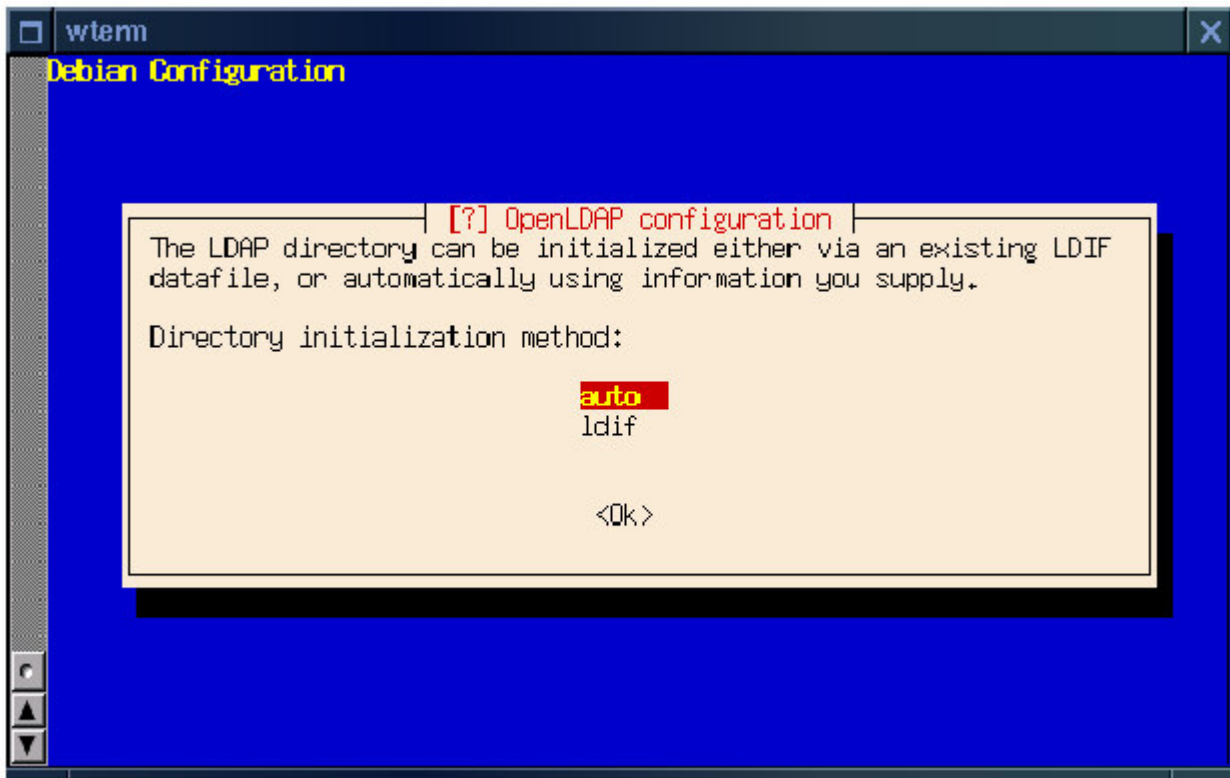 wterm
Debian Configuration
[?] OpenLDAP configuration
The LDAP directory can be initialized either via an existing LDIF
datafile, or automatically using information you supply.
Directory initialization method:
auto
ldif
<Ok>